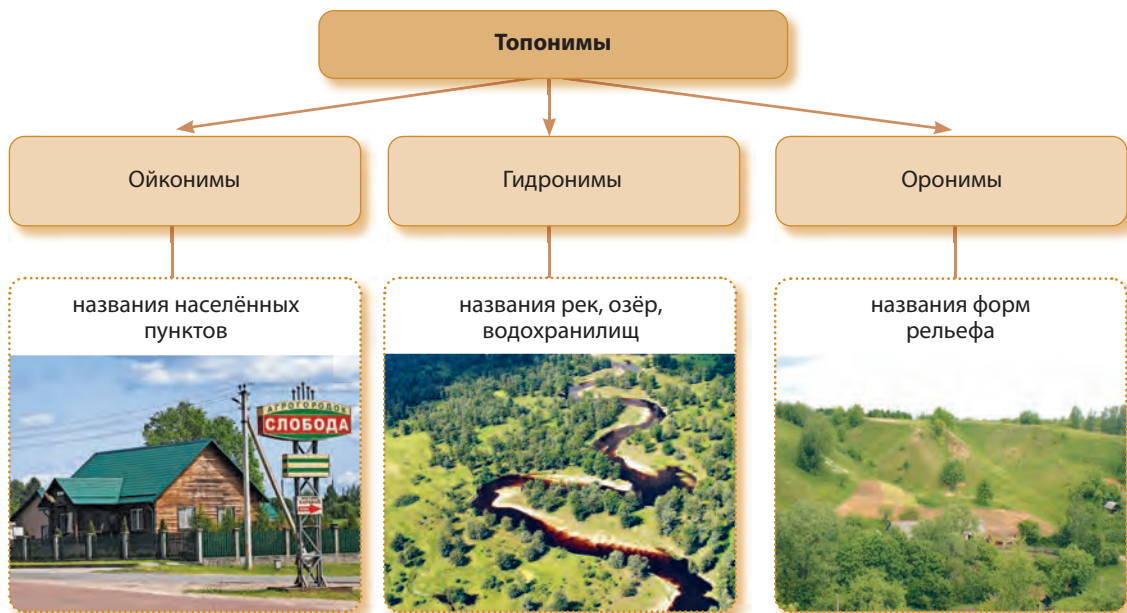 Топонимы
Ойконимы
Гидронимы
Оронимы
названия населённых
пунктов
названия рек, озёр,
водохранилищ
названия форм
рельефа
АГРОГОРОДОК
СЛОБОДА